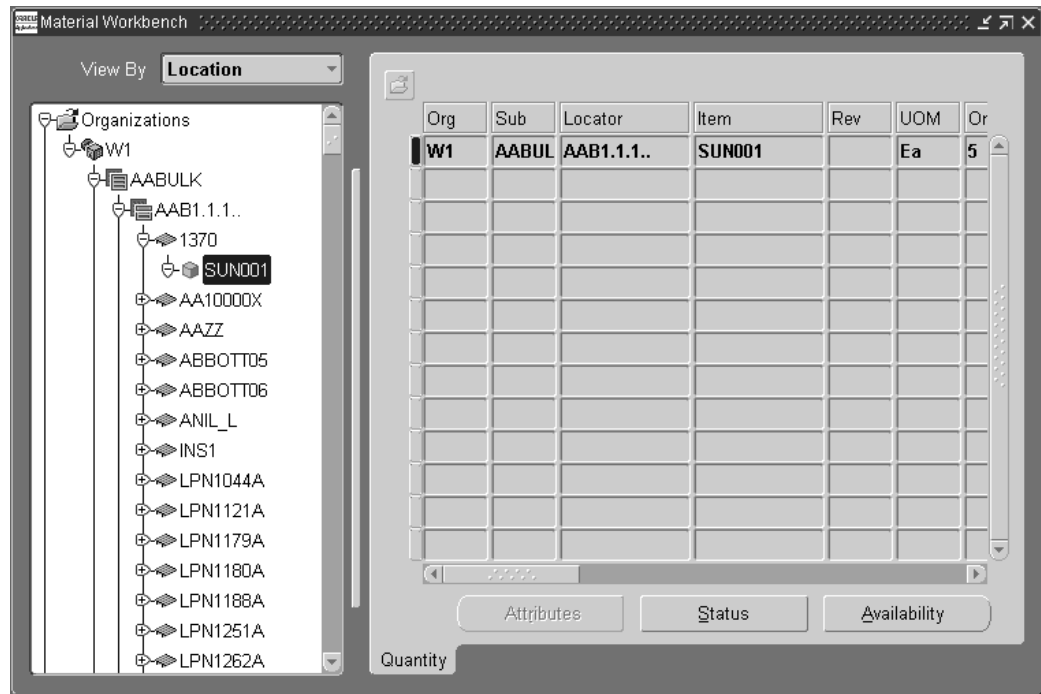 Material Workbench
View By Location
Organizations
W1
AABULK
AAB1.1.1..
1370
SUN001
AA10000X
AAZZ
ABBOTT05
ABBOTT06
ANIL_L
INS1
LPN1044A
LPN1121A
LPN1179A
LPN1180A
LPN1188A
LPN1251A
LPN1262A
Org Sub Locator Item Rev UOM Or
W1 AABUL AAB1.1.1.. SUN001 Ea 5
Attributes Status Availability
Quantity